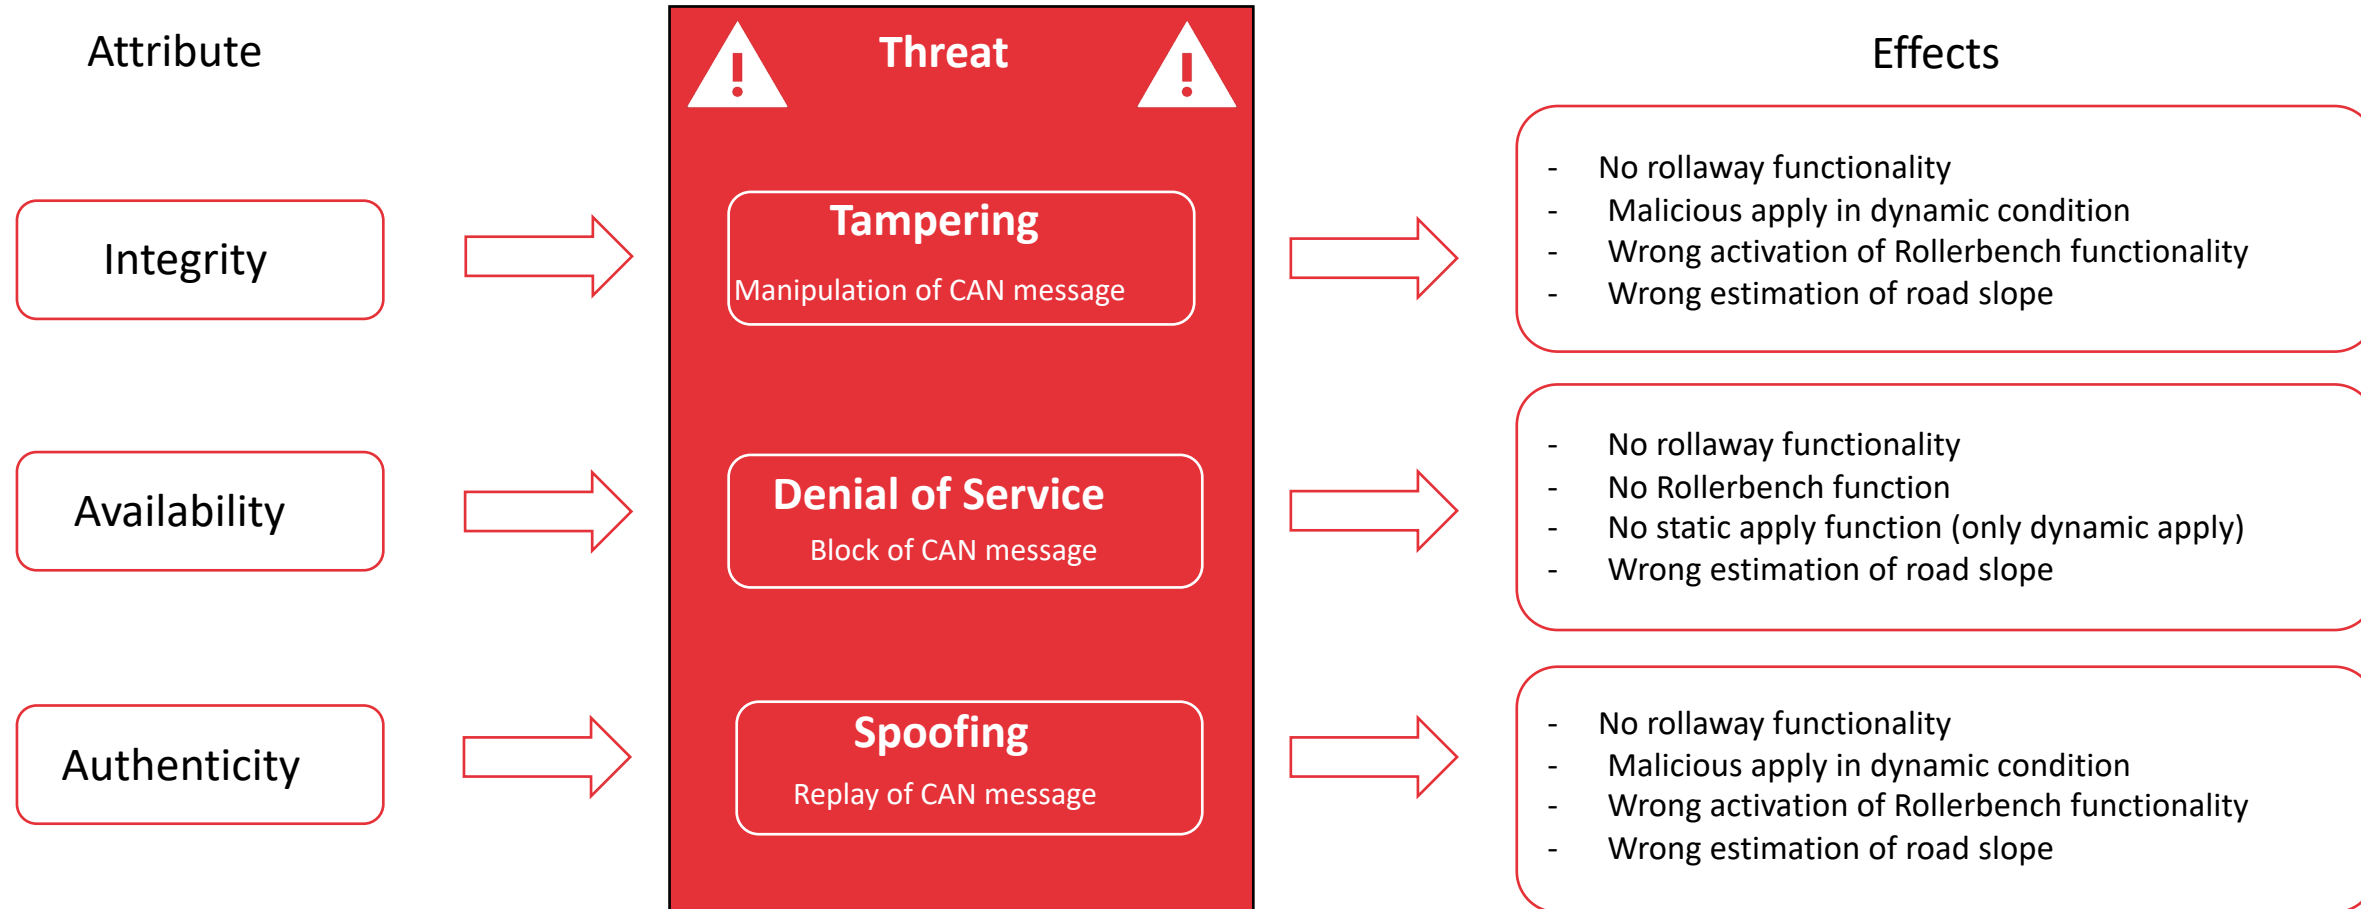 Attribute
Threat
Effects
Integrity
Tampering
Manipulation of CAN message
- No rollaway functionality
- Malicious apply in dynamic condition
- Wrong activation of Rollerbench functionality
- Wrong estimation of road slope
Availability
Denial of Service
Block of CAN message
- No rollaway functionality
- No Rollerbench function
- No static apply function (only dynamic apply)
- Wrong estimation of road slope
Authenticity
Spoofing
Replay of CAN message
- No rollaway functionality
- Malicious apply in dynamic condition
- Wrong activation of Rollerbench functionality
- Wrong estimation of road slope